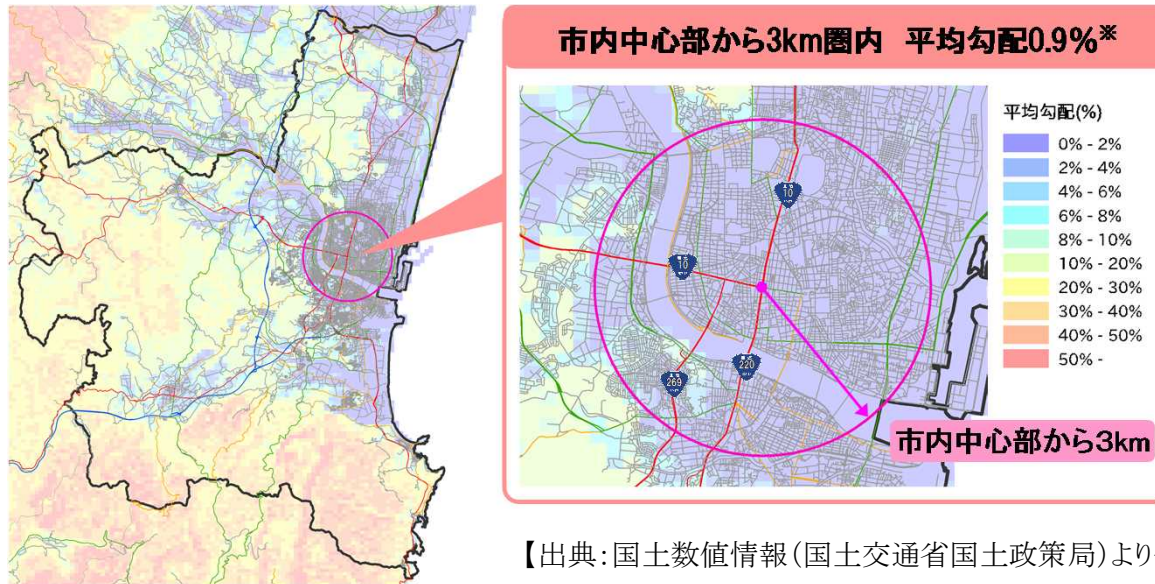 市内中心部から3km圏内 平均勾配0.9%※
平均勾配(%)
0% - 2%
2% - 4%
4% - 6%
6% - 8%
8% - 10%
10% - 20%
20% - 30%
30% - 40%
40% - 50%
50% -
10
10
220
269
市内中心部から3km
【出典:国土数値情報(国土交通省国土政策局)より